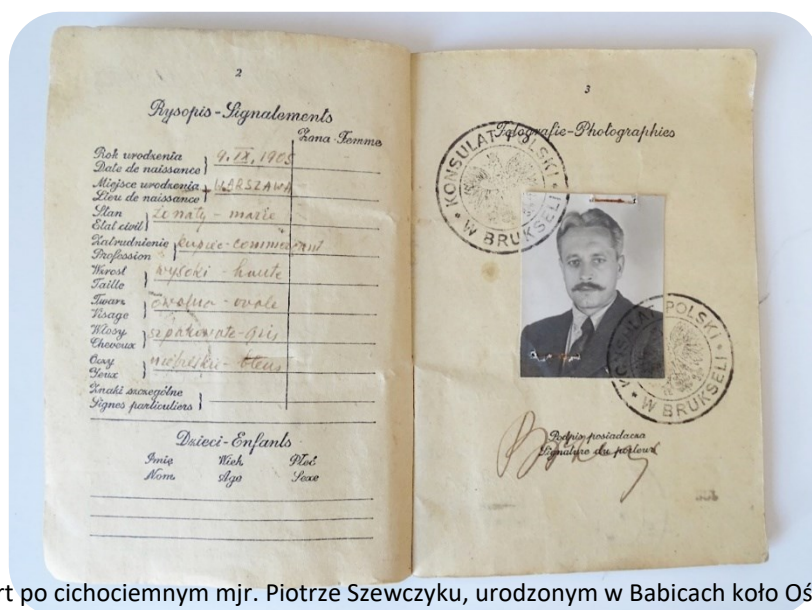 2
Rysopis-Signalements
Żona-Femme
Rok urodzenia
Date de naissance } 9.IX.1905
Miejsce urodzenia
Lieu de naissance } WARSZAWA
Stan
Etat civil } żonaty - marié
Zatrudnienie
Profession } kupiec-commerçant
Wzrost
Taille } wysoki - haute
Twarz
Visage } owalna - ovale
Włosy
Cheveux } szpakowate-gris
Oczy
Yeux } niebieskie - bleus
Znaki szczególne
Signes particuliers }
Dzieci-Enfants
Imię Wiek Płeć
Nom Age Sexe
3
Fotografie-Photographies
KONSULAT POLSKI
W BRUKSELI
KONSULAT POLSKI
W BRUKSELI
Podpis posiadacza
Signature du porteur
rt po cichociemnym mjr. Piotrze Szewczyku, urodzonym w Babicach koło Oś